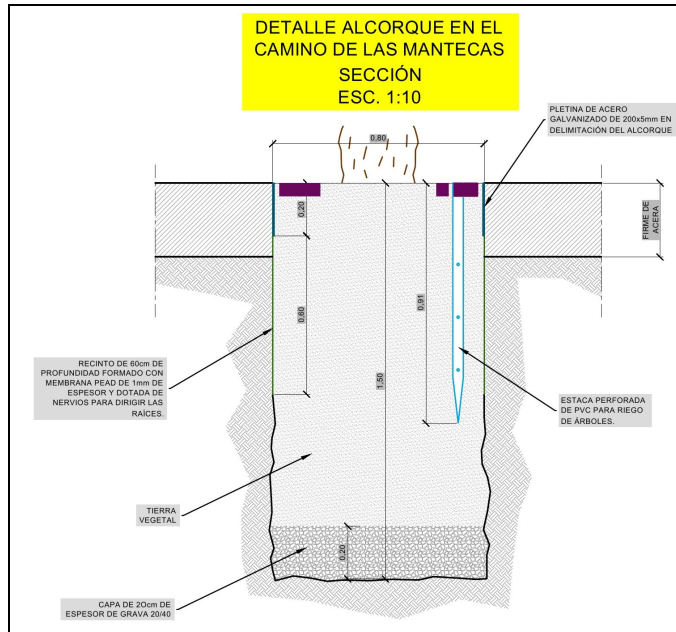 DETALLE ALCORQUE EN EL
CAMINO DE LAS MANTECAS
SECCIÓN
ESC. 1:10
PLETINA DE ACERO
GALVANIZADO DE 200x5mm EN
DELIMITACIÓN DEL ALCORQUE
0,80
0,20
FIRME DE
ACERA
0,60
0,91
1,50
RECINTO DE 60cm DE
PROFUNDIDAD FORMADO CON
MEMBRANA PEAD DE 1mm DE
ESPESOR Y DOTADA DE
NERVIOS PARA DIRIGIR LAS
RAÍCES.
ESTACA PERFORADA
DE PVC PARA RIEGO
DE ÁRBOLES.
TIERRA
VEGETAL
0,20
CAPA DE 2Ocm DE
ESPESOR DE GRAVA 20/40